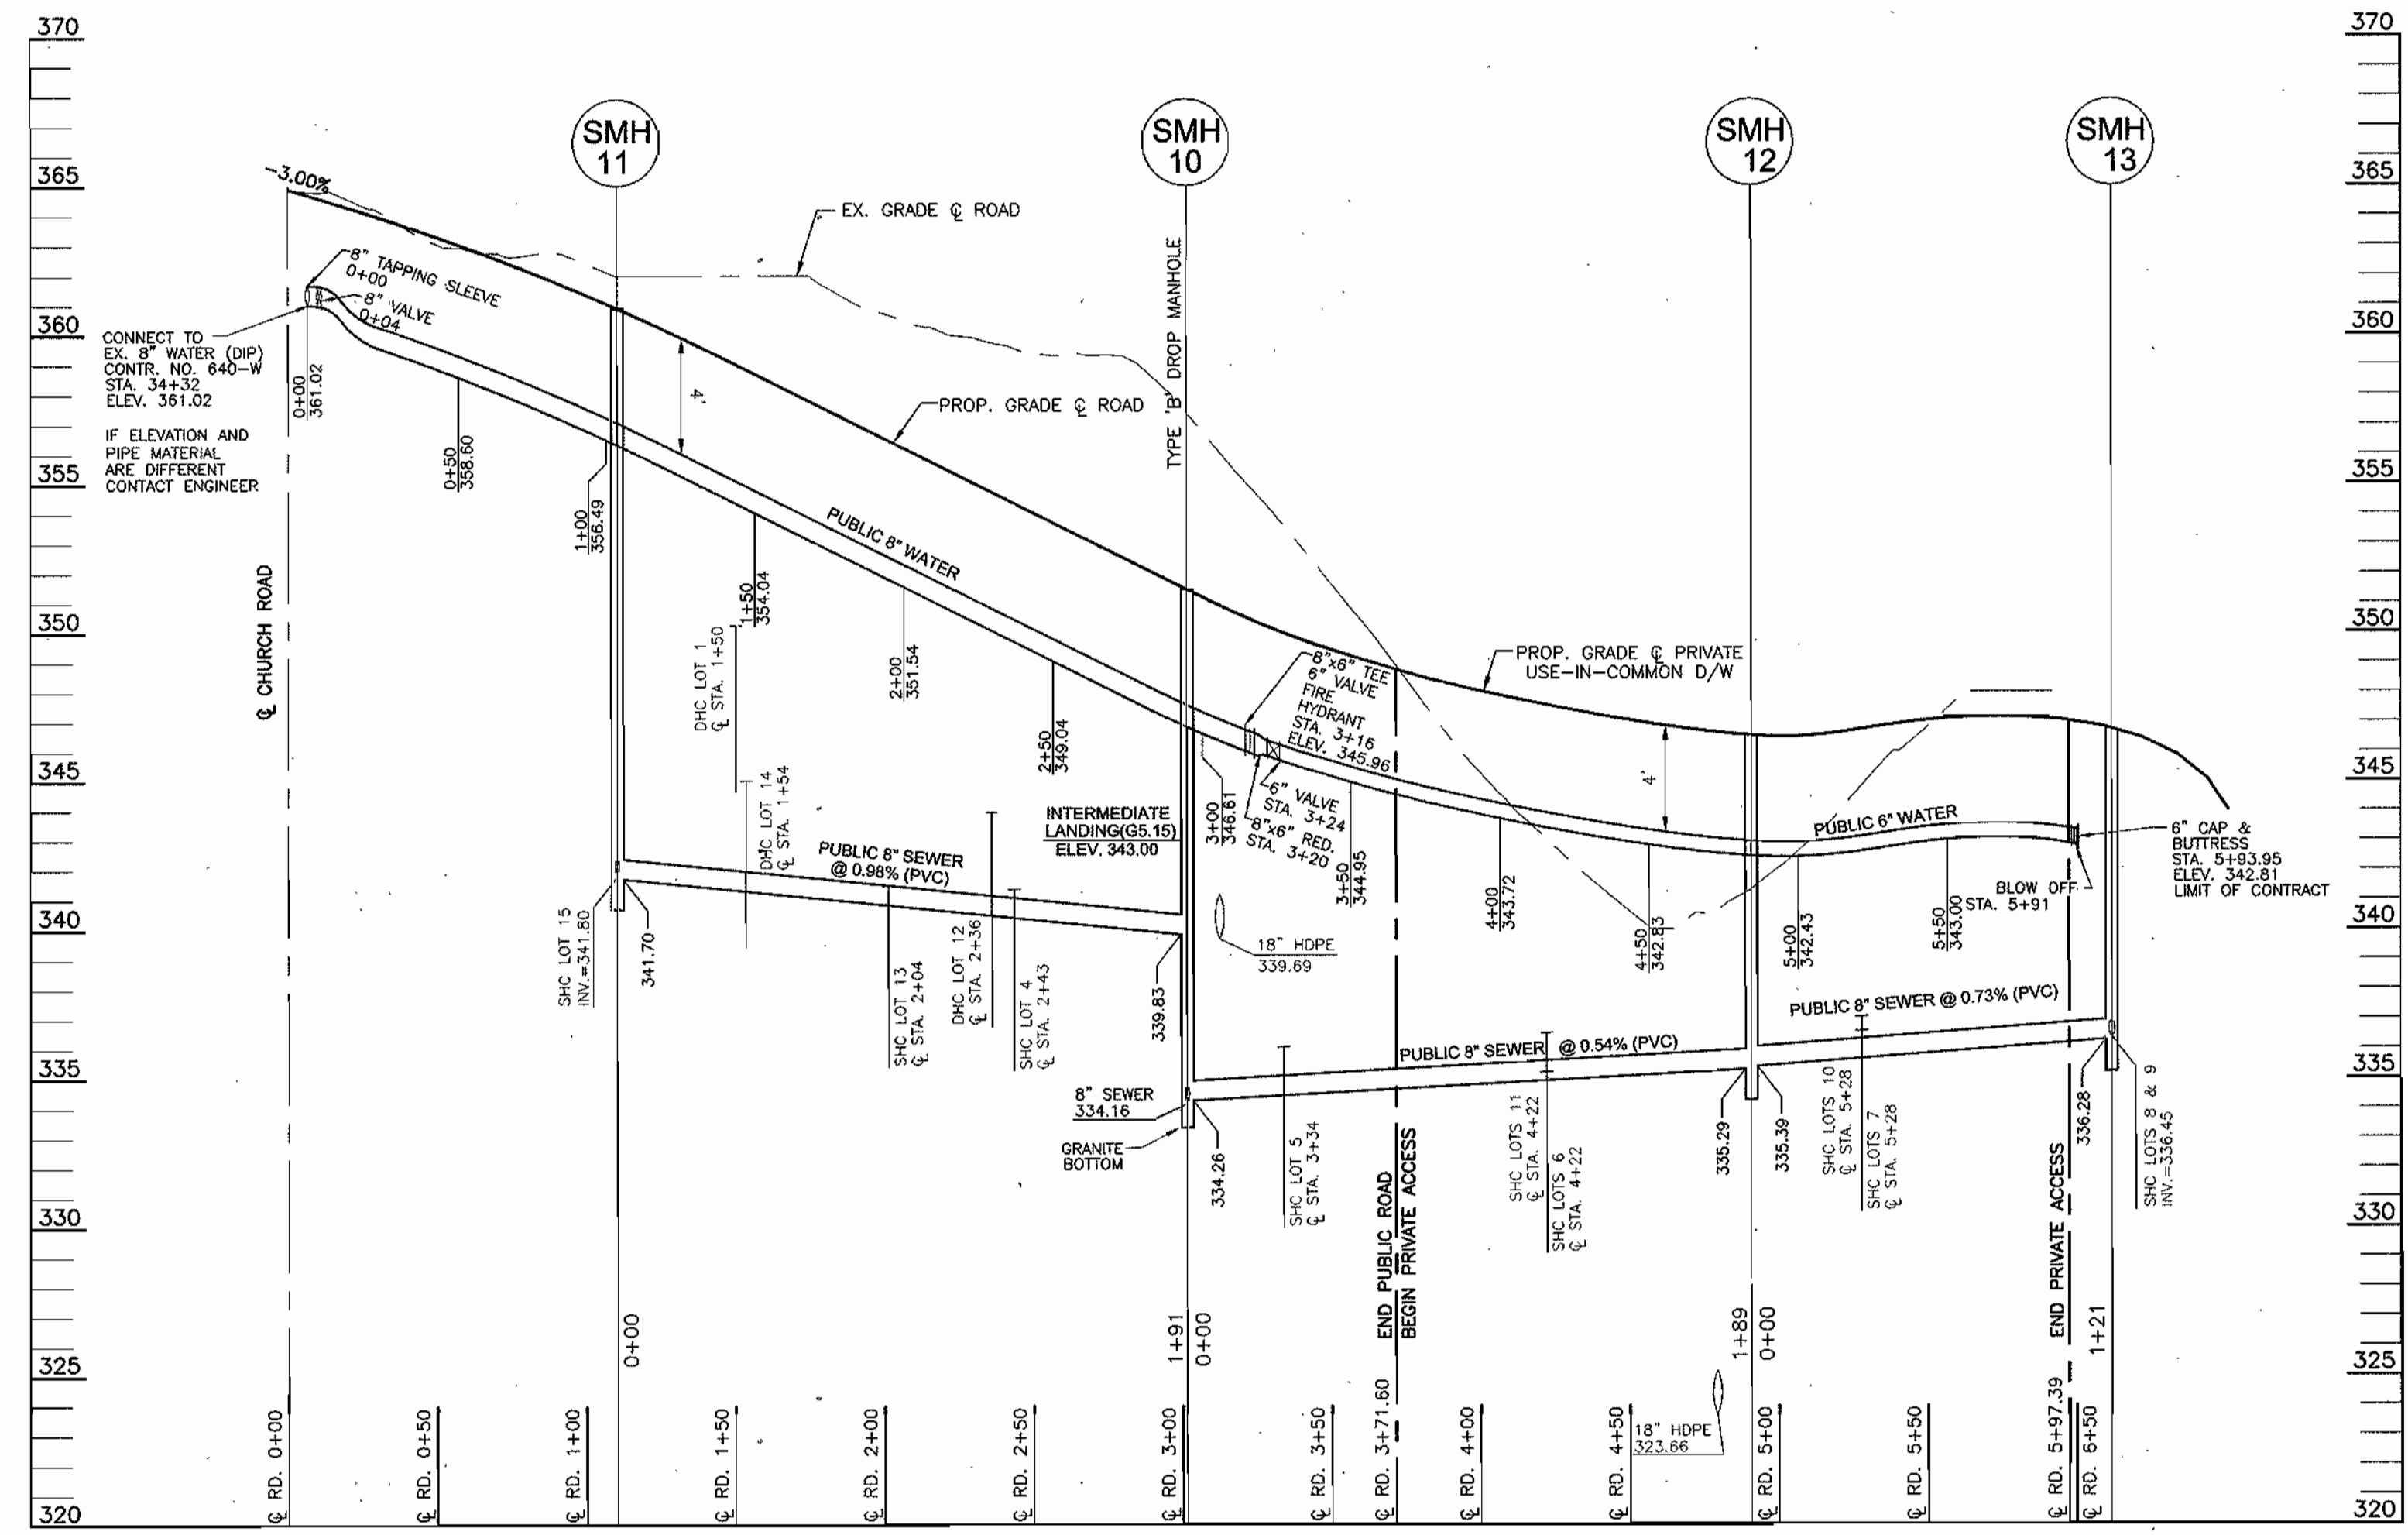 370
365
360
355
350
345
340
335
330
325
320
370
365
360
355
350
345
340
335
330
325
320
SMH
11
SMH
10
SMH
12
SMH
13
-3.00%
EX. GRADE ℄ ROAD
8" TAPPING SLEEVE
0+00
8" VALVE
0+04
CONNECT TO
EX. 8" WATER (DIP)
CONTR. NO. 640-W
STA. 34+32
ELEV. 361.02
IF ELEVATION AND
PIPE MATERIAL
ARE DIFFERENT
CONTACT ENGINEER
0+00
361.02
0+50
358.60
1+00
356.49
4'
PROP. GRADE ℄ ROAD
TYPE 'B' DROP MANHOLE
PUBLIC 8" WATER
℄ CHURCH ROAD
1+50
354.04
2+00
351.54
2+50
349.04
DHC LOT 1
℄ STA. 1+50
DHC LOT 14
℄ STA. 1+54
PUBLIC 8" SEWER
@ 0.98% (PVC)
INTERMEDIATE
LANDING(G5.15)
ELEV. 343.00
3+00
346.61
8"x6" TEE
6" VALVE
FIRE
HYDRANT
STA. 3+16
ELEV. 345.96
6" VALVE
STA. 3+24
8"x6" RED.
STA. 3+20
3+50
344.95
4+00
343.72
4+50
342.83
5+00
342.43
5+50
343.00
PROP. GRADE ℄ PRIVATE
USE-IN-COMMON D/W
4'
PUBLIC 6" WATER
BLOW OFF
STA. 5+91
6" CAP &
BUTTRESS
STA. 5+93.95
ELEV. 342.81
LIMIT OF CONTRACT
SHC LOT 15
INV.=341.80
341.70
SHC LOT 13
℄ STA. 2+04
DHC LOT 12
℄ STA. 2+36
SHC LOT 4
℄ STA. 2+43
339.83
18" HDPE
339.69
8" SEWER
334.16
GRANITE
BOTTOM
334.26
SHC LOT 5
℄ STA. 3+34
PUBLIC 8" SEWER @ 0.54% (PVC)
SHC LOTS 11
℄ STA. 4+22
SHC LOTS 6
℄ STA. 4+22
335.29
335.39
PUBLIC 8" SEWER @ 0.73% (PVC)
SHC LOTS 10
℄ STA. 5+28
SHC LOTS 7
℄ STA. 5+28
336.28
SHC LOTS 8 & 9
INV.=336.45
END PUBLIC ROAD
BEGIN PRIVATE ACCESS
END PRIVATE ACCESS
0+00
1+91
0+00
1+89
0+00
1+21
18" HDPE
323.66
℄ RD. 0+00
℄ RD. 0+50
℄ RD. 1+00
℄ RD. 1+50
℄ RD. 2+00
℄ RD. 2+50
℄ RD. 3+00
℄ RD. 3+50
℄ RD. 3+71.60
℄ RD. 4+00
℄ RD. 4+50
℄ RD. 5+00
℄ RD. 5+50
℄ RD. 5+97.39
℄ RD. 6+50